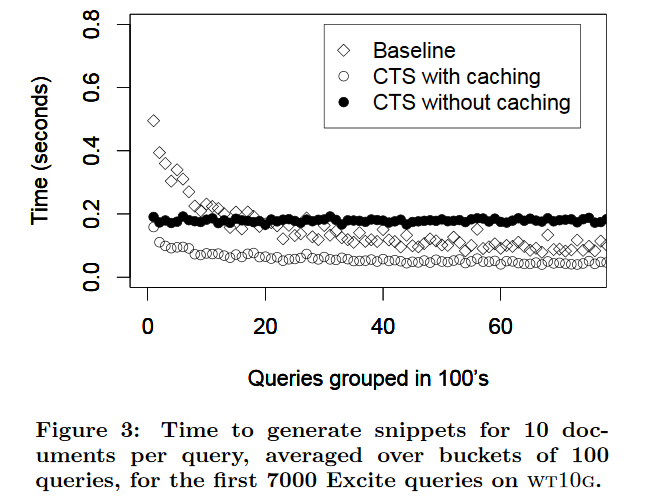 0.8
0.6
0.4
0.2
0.0
Time (seconds)
Baseline
CTS with caching
CTS without caching
0 20 40 60
Queries grouped in 100's
Figure 3: Time to generate snippets for 10 doc-
uments per query, averaged over buckets of 100
queries, for the first 7000 Excite queries on WT10G.